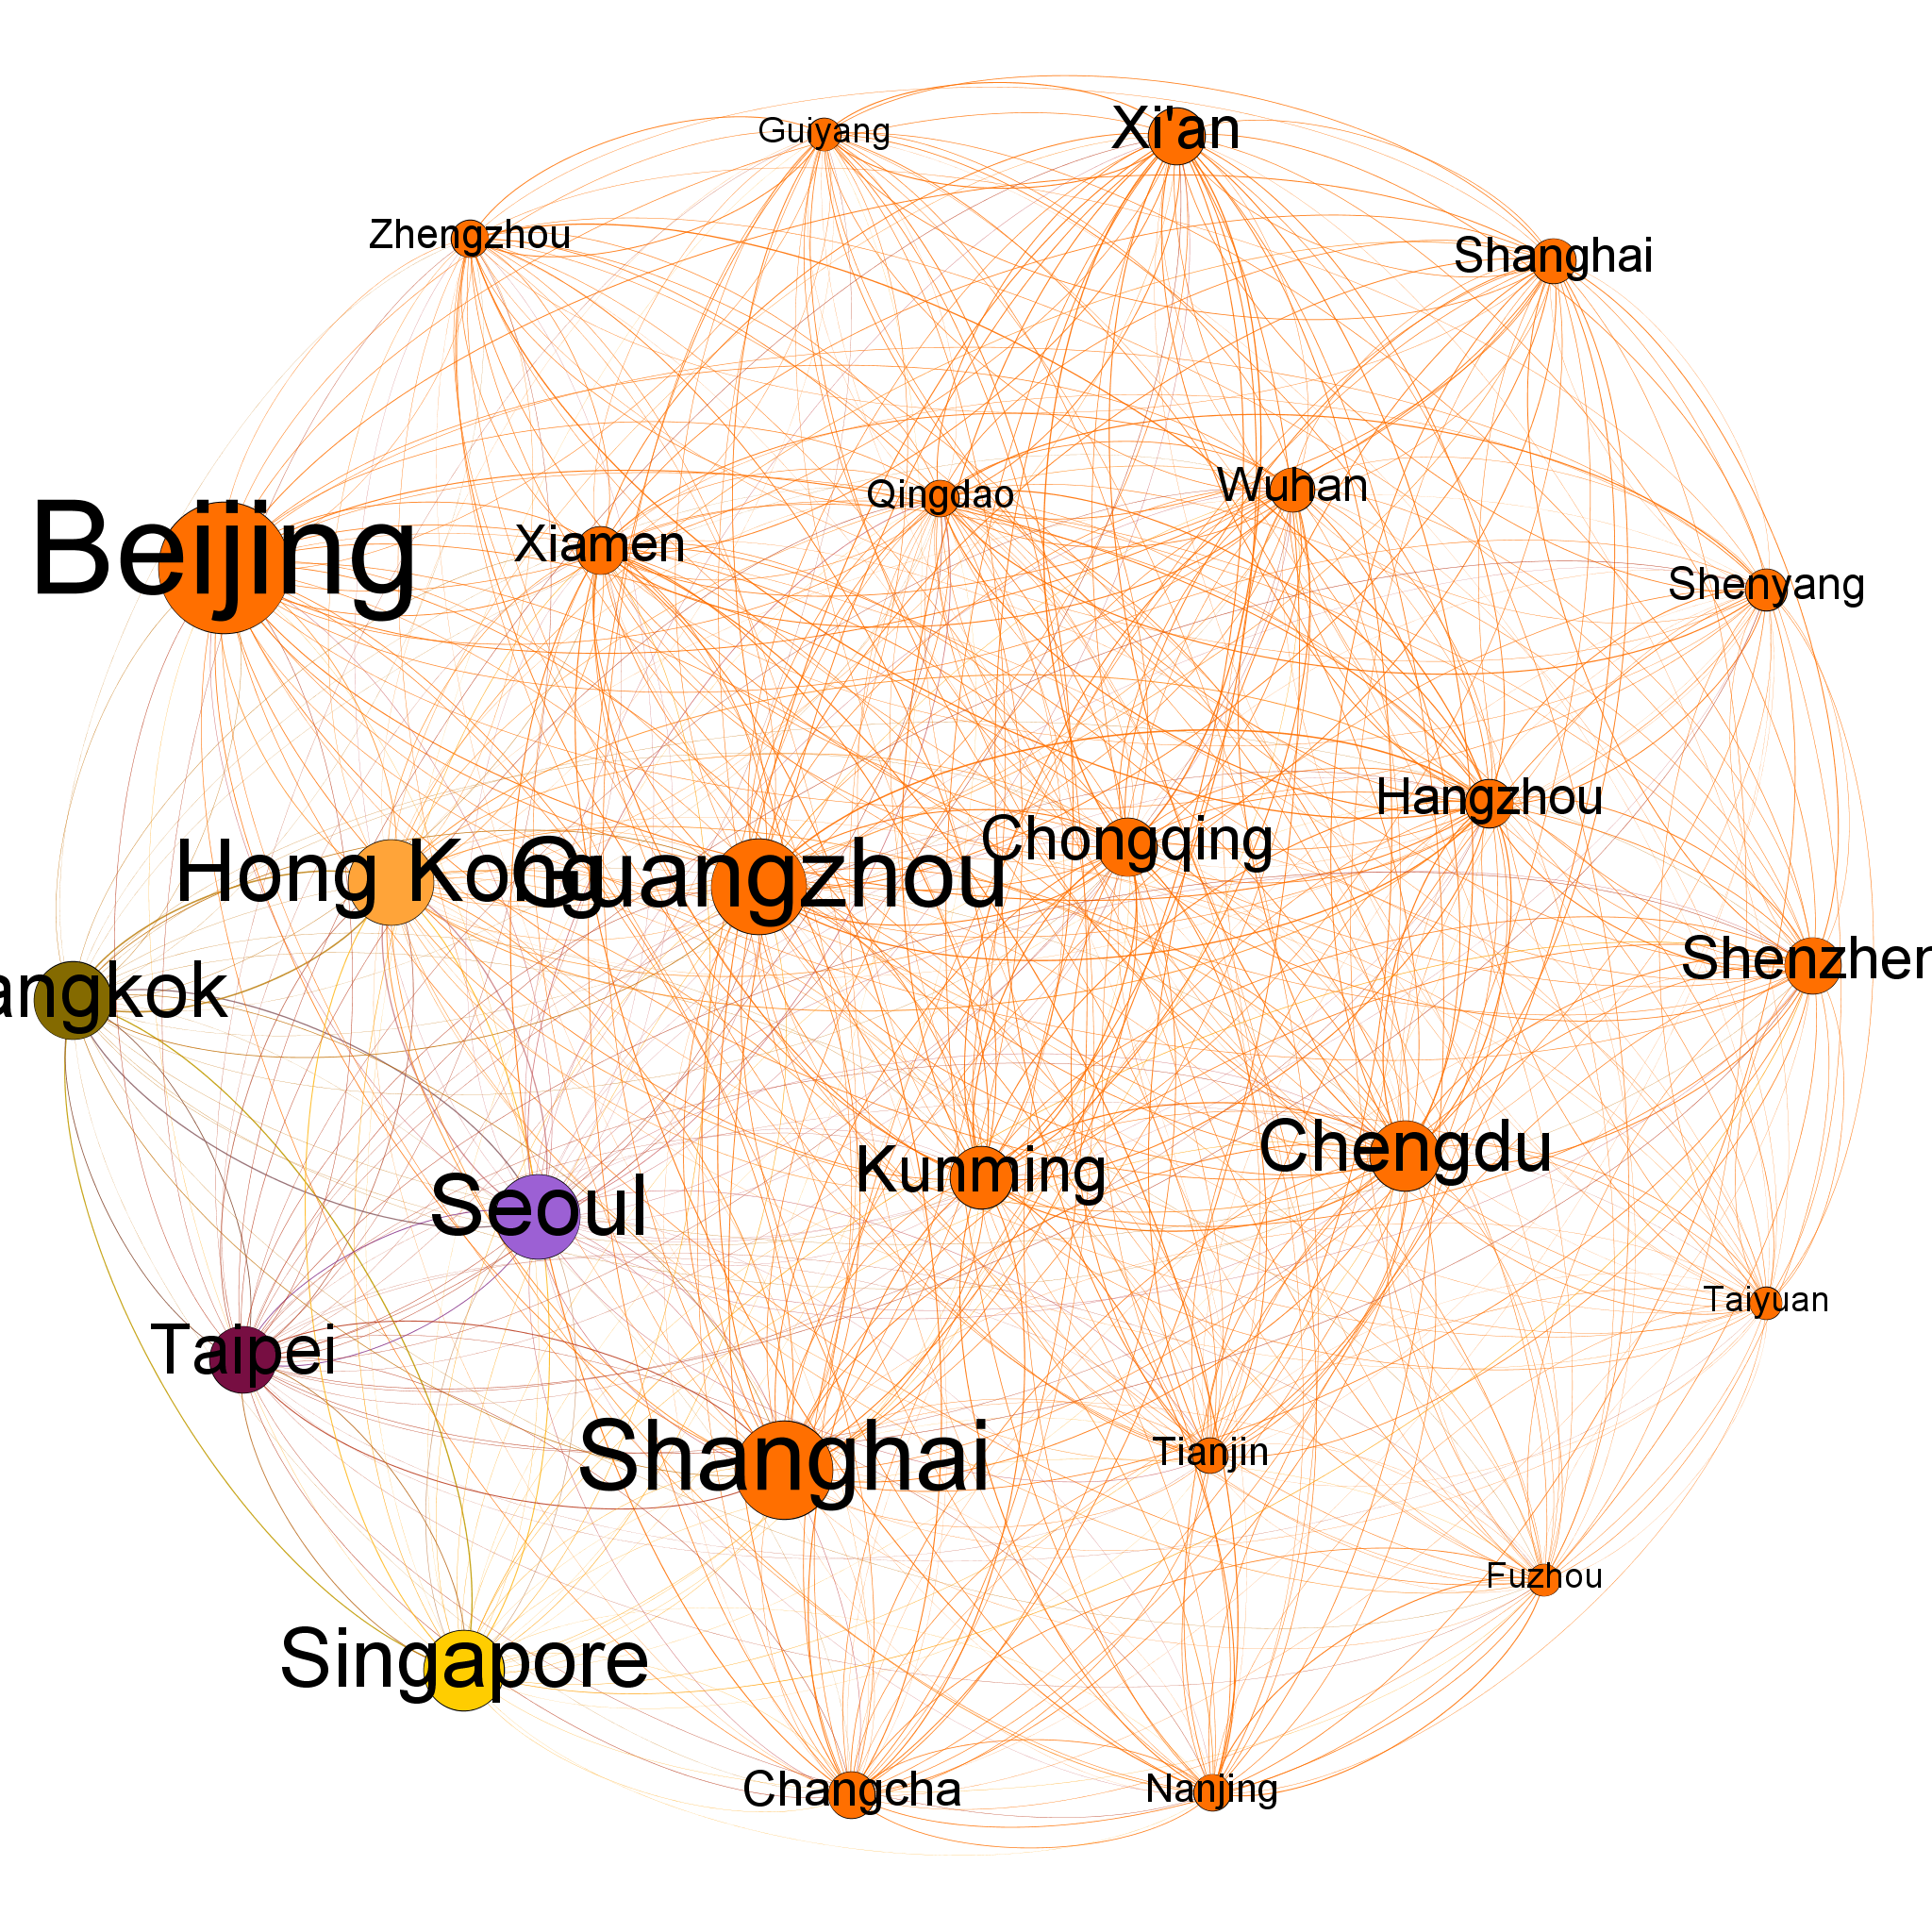 Guiyang
Xi'an
Zhengzhou
Shanghai
Beijing
Xiamen
Qingdao
Wuhan
Shenyang
Hong Kong
Guangzhou
Chongqing
Hangzhou
angkok
Shenzhen
Seoul
Kunming
Chengdu
Taipei
Taiyuan
Shanghai
Tianjin
Fuzhou
Singapore
Changcha
Nanjing